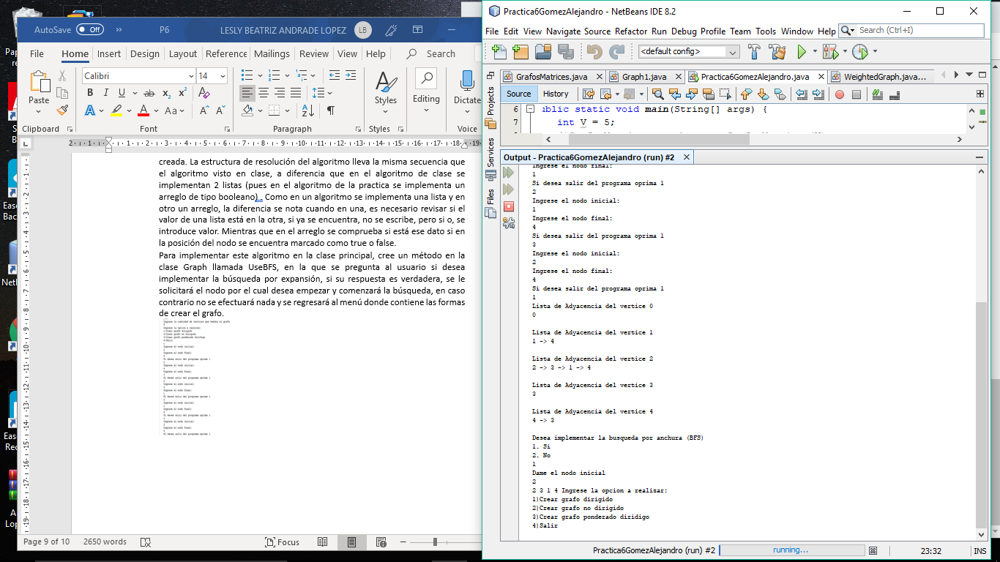 AutoSave Off P6 LESLY BEATRIZ ANDRADE LOPEZ LB
File Home Insert Design Layout Reference Mailings Review View Help Search
Paste
Calibri 14
Styles
Editing
Dictate
Clipboard Font Paragraph Styles Voice
creada. La estructura de resolución del algoritmo lleva la misma secuencia que
el algoritmo visto en clase, a diferencia que en el algoritmo de clase se
implementan 2 listas (pues en el algoritmo de la practica se implementa un
arreglo de tipo booleano) . Como en un algoritmo se implementa una lista y en
otro un arreglo, la diferencia se nota cuando en una, es necesario revisar si el
valor de una lista está en la otra, si ya se encuentra, no se escribe, pero si o, se
introduce valor. Mientras que en el arreglo se comprueba si está ese dato si en
la posición del nodo se encuentra marcado como true o false.
Para implementar este algoritmo en la clase principal, cree un método en la
clase Graph llamada UseBFS, en la que se pregunta al usuario si desea
implementar la búsqueda por expansión, si su respuesta es verdadera, se le
solicitará el nodo por el cual desea empezar y comenzará la búsqueda, en caso
contrario no se efectuará nada y se regresará al menú donde contiene las formas
de crear el grafo.
Page 9 of 10 2650 words Focus
Practica6GomezAlejandro - NetBeans IDE 8.2
File Edit View Navigate Source Refactor Run Debug Profile Team Tools Window Help Search (Ctrl+I)
<default config>
GrafosMatrices.java Graph1.java Practica6GomezAlejandro.java WeightedGraph.java...
Source History
Projects
Services
Files
6 ublic static void main(String[] args) {
7 int V = 5;
Output - Practica6GomezAlejandro (run) #2
Ingrese el nodo final:
1
Si desea salir del programa oprima 1
2
Ingrese el nodo inicial:
1
Ingrese el nodo final:
4
Si desea salir del programa oprima 1
3
Ingrese el nodo inicial:
2
Ingrese el nodo final:
4
Si desea salir del programa oprima 1
1
Lista de Adyacencia del vertice 0
0
Lista de Adyacencia del vertice 1
1 -> 4
Lista de Adyacencia del vertice 2
2 -> 3 -> 1 -> 4
Lista de Adyacencia del vertice 3
3
Lista de Adyacencia del vertice 4
4 -> 3
Desea implementar la busqueda por anchura (BFS)
1. Si
2. No
1
Dame el nodo inicial
2
2 3 1 4 Ingrese la opcion a realisar:
1)Crear grafo dirigido
2)Crear grafo no dirigido
3)Crear grafo ponderado diridigo
4)Salir
Practica6GomezAlejandro (run) #2 running... 23:32 INS